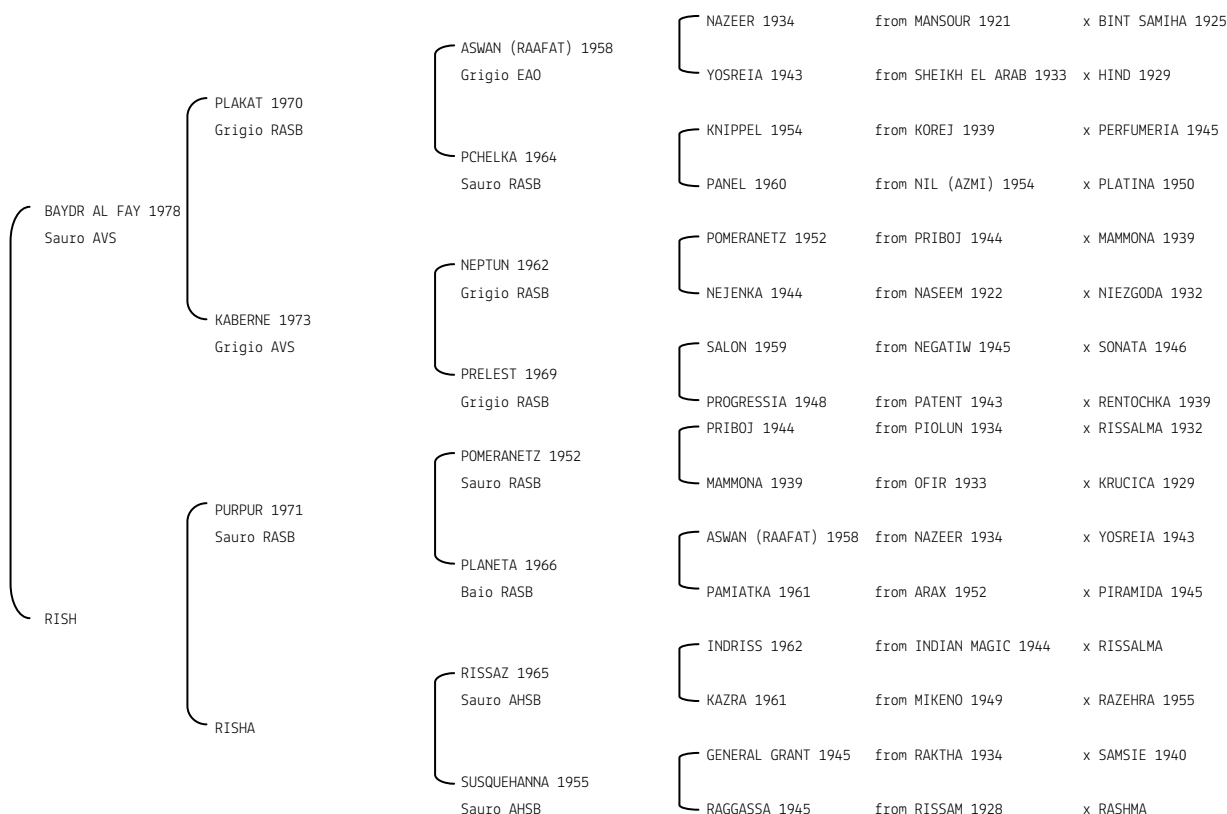 NAZEER 1934 from MANSOUR 1921 x BINT SAMIHA 1925
ASWAN (RAAFAT) 1958
Grigio EAO
YOSREIA 1943 from SHEIKH EL ARAB 1933 x HIND 1929
PLAKAT 1970
Grigio RASB
KNIPPEL 1954 from KOREJ 1939 x PERFUMERIA 1945
PCHELKA 1964
Sauro RASB
PANEL 1960 from NIL (AZMI) 1954 x PLATINA 1950
BAYDR AL FAY 1978
Sauro AVS
POMERANETZ 1952 from PRIBOJ 1944 x MAMMONA 1939
NEPTUN 1962
Grigio RASB
NEJENKA 1944 from NASEEM 1922 x NIEZGODA 1932
KABERNE 1973
Grigio AVS
SALON 1959 from NEGATIW 1945 x SONATA 1946
PRELEST 1969
Grigio RASB
PROGRESSIA 1948 from PATENT 1943 x RENTOCHKA 1939
PRIBOJ 1944 from PIOLUN 1934 x RISSALMA 1932
POMERANETZ 1952
Sauro RASB
MAMMONA 1939 from OFIR 1933 x KRUCICA 1929
PURPUR 1971
Sauro RASB
ASWAN (RAAFAT) 1958 from NAZEER 1934 x YOSREIA 1943
PLANETA 1966
Baio RASB
PAMIATKA 1961 from ARAX 1952 x PIRAMIDA 1945
RISH
INDRISS 1962 from INDIAN MAGIC 1944 x RISSALMA
RISSAZ 1965
Sauro AHSB
KAZRA 1961 from MIKENO 1949 x RAZEHRA 1955
RISHA
GENERAL GRANT 1945 from RAKTHA 1934 x SAMSIE 1940
SUSQUEHANNA 1955
Sauro AHSB
RAGGASSA 1945 from RISSAM 1928 x RASHMA